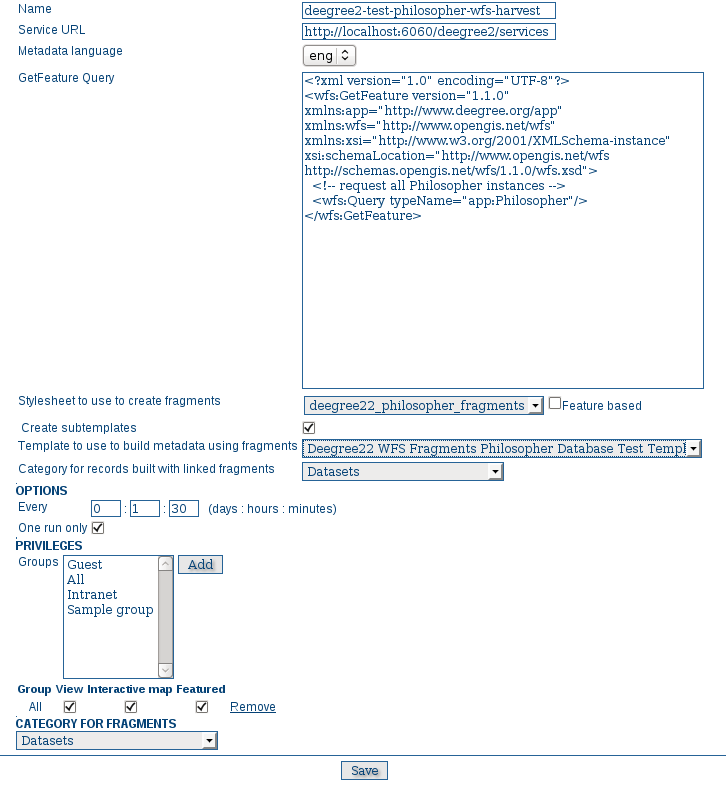 Name deegree2-test-philosopher-wfs-harvest
Service URL http://localhost:6060/deegree2/services
Metadata language eng
GetFeature Query
<?xml version="1.0" encoding="UTF-8"?>
<wfs:GetFeature version="1.1.0"
xmlns:app="http://www.deegree.org/app"
xmlns:wfs="http://www.opengis.net/wfs"
xmlns:xsi="http://www.w3.org/2001/XMLSchema-instance"
xsi:schemaLocation="http://www.opengis.net/wfs
http://schemas.opengis.net/wfs/1.1.0/wfs.xsd">
<!-- request all Philosopher instances -->
<wfs:Query typeName="app:Philosopher"/>
</wfs:GetFeature>
Stylesheet to use to create fragments deegree22_philosopher_fragments Feature based
Create subtemplates
Template to use to build metadata using fragments Deegree22 WFS Fragments Philosopher Database Test Templ
Category for records built with linked fragments Datasets
OPTIONS
Every 0 : 1 : 30 (days : hours : minutes)
One run only
PRIVILEGES
Groups Guest Add
All
Intranet
Sample group
Group View Interactive map Featured
All Remove
CATEGORY FOR FRAGMENTS
Datasets
Save